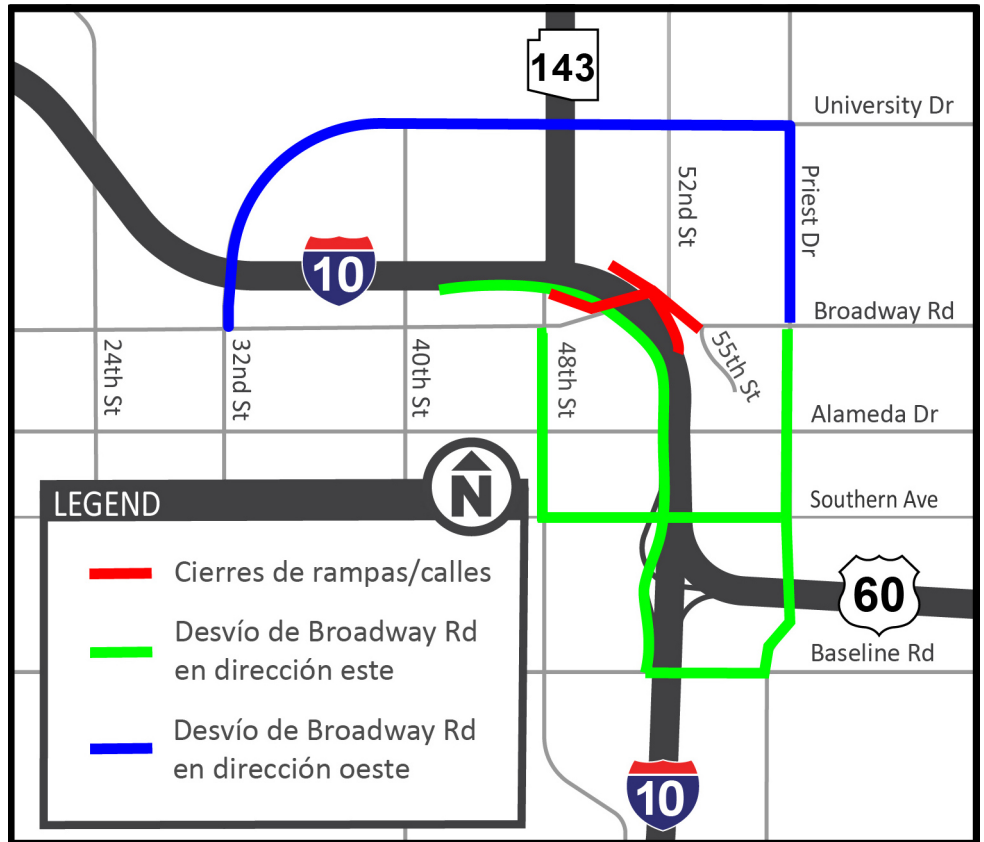 143
University Dr
52nd St
Priest Dr
10
Broadway Rd
24th St
32nd St
40th St
48th St
55th St
Alameda Dr
N
LEGEND
Southern Ave
Cierres de rampas/calles
60
Desvío de Broadway Rd
en dirección este
Baseline Rd
Desvío de Broadway Rd
en dirección oeste
10